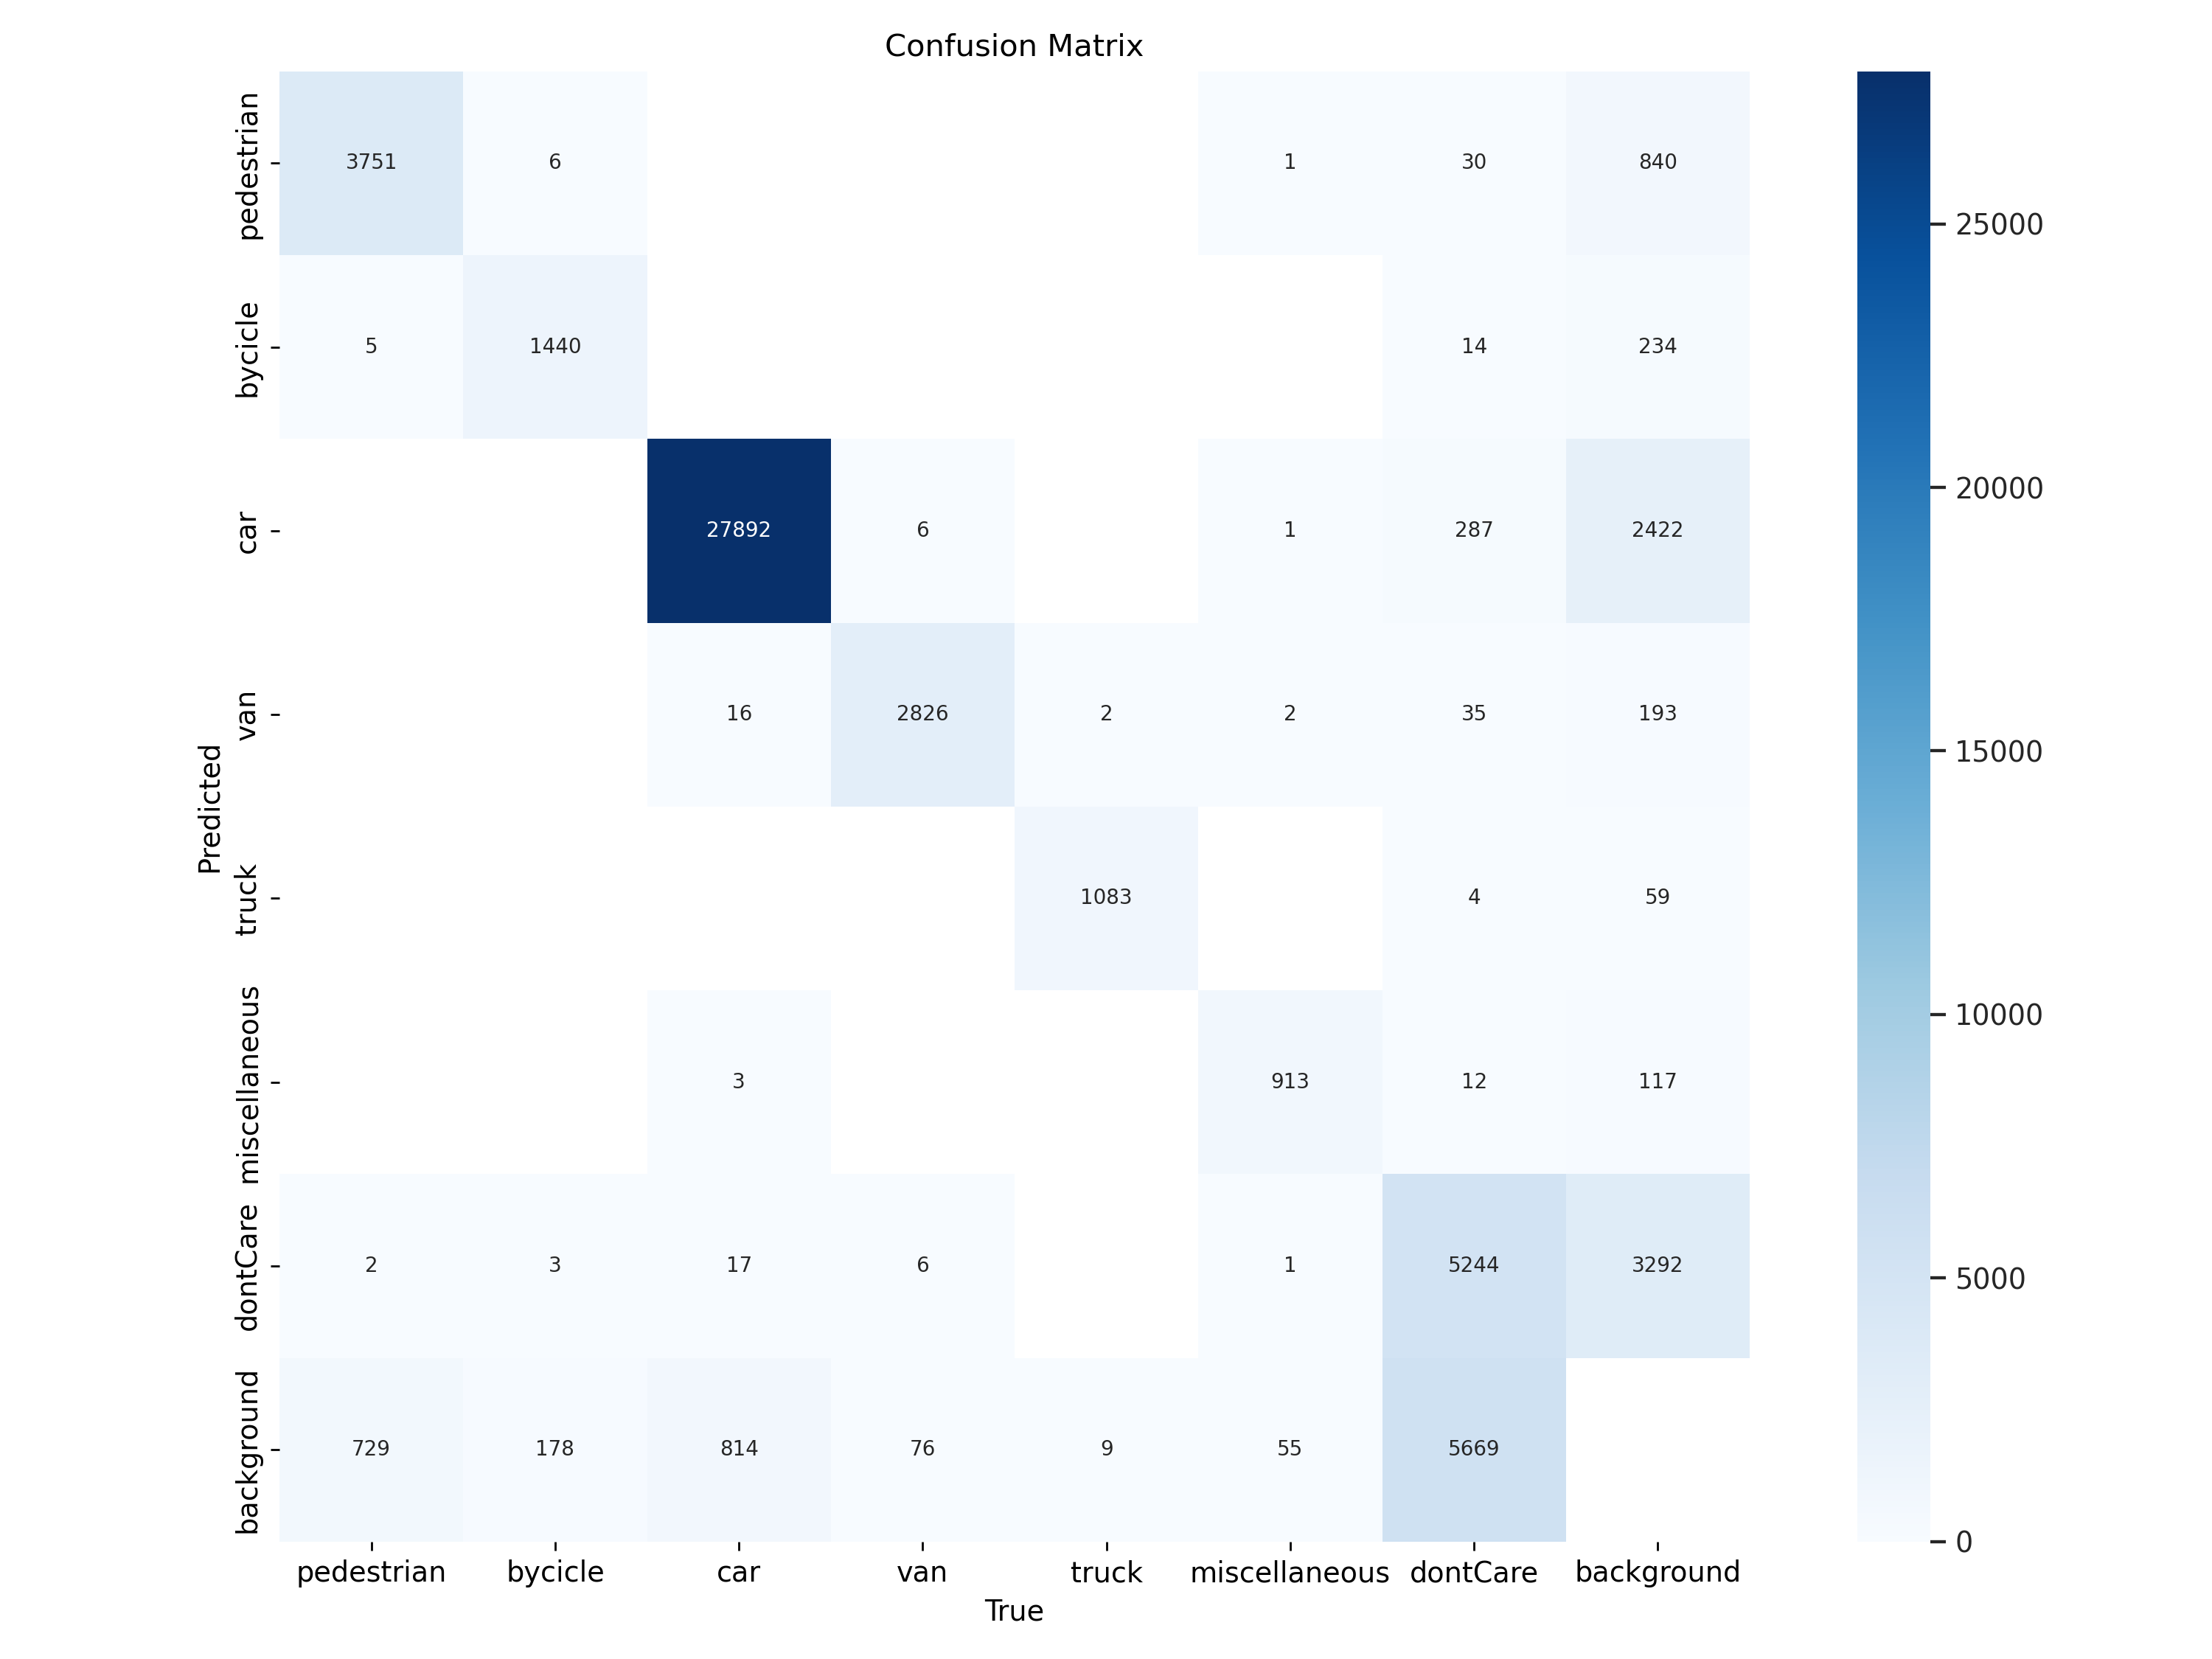 Confusion Matrix
pedestrian 3751 6 1 30 840
25000
bycicle 5 1440 14 234
20000
car 27892 6 1 287 2422
van 16 2826 2 2 35 193
15000
Predicted
truck 1083 4 59
10000
miscellaneous 3 913 12 117
dontCare 2 3 17 6 1 5244 3292
5000
background 729 178 814 76 9 55 5669
0
pedestrian bycicle car van truck miscellaneous dontCare background
True